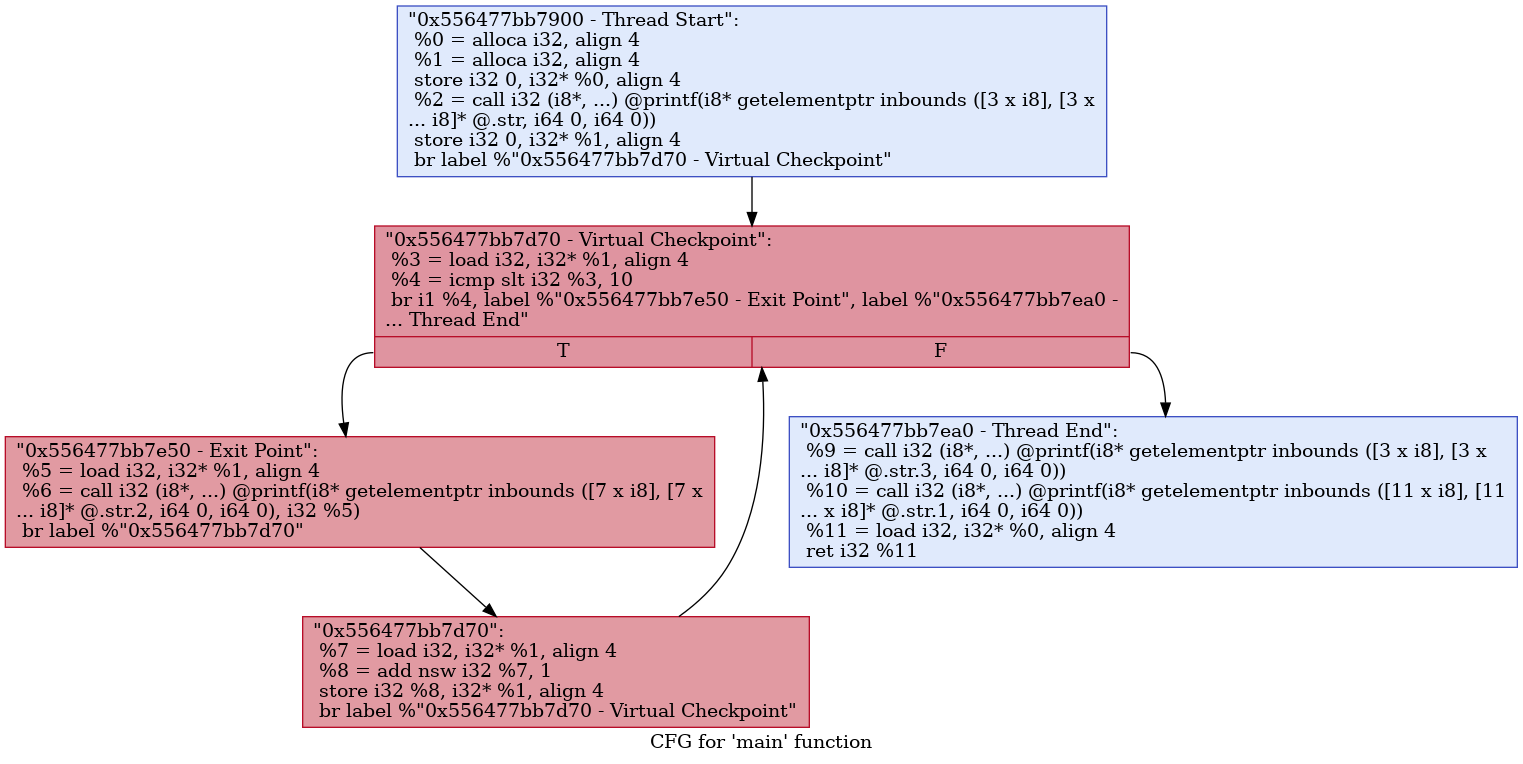 "0x556477bb7900 - Thread Start":
%0 = alloca i32, align 4
%1 = alloca i32, align 4
store i32 0, i32* %0, align 4
%2 = call i32 (i8*, ...) @printf(i8* getelementptr inbounds ([3 x i8], [3 x
... i8]* @.str, i64 0, i64 0))
store i32 0, i32* %1, align 4
br label %"0x556477bb7d70 - Virtual Checkpoint"
"0x556477bb7d70 - Virtual Checkpoint":
%3 = load i32, i32* %1, align 4
%4 = icmp slt i32 %3, 10
br i1 %4, label %"0x556477bb7e50 - Exit Point", label %"0x556477bb7ea0 -
... Thread End"
T
F
"0x556477bb7e50 - Exit Point":
%5 = load i32, i32* %1, align 4
%6 = call i32 (i8*, ...) @printf(i8* getelementptr inbounds ([7 x i8], [7 x
... i8]* @.str.2, i64 0, i64 0), i32 %5)
br label %"0x556477bb7d70"
"0x556477bb7ea0 - Thread End":
%9 = call i32 (i8*, ...) @printf(i8* getelementptr inbounds ([3 x i8], [3 x
... i8]* @.str.3, i64 0, i64 0))
%10 = call i32 (i8*, ...) @printf(i8* getelementptr inbounds ([11 x i8], [11
... x i8]* @.str.1, i64 0, i64 0))
%11 = load i32, i32* %0, align 4
ret i32 %11
"0x556477bb7d70":
%7 = load i32, i32* %1, align 4
%8 = add nsw i32 %7, 1
store i32 %8, i32* %1, align 4
br label %"0x556477bb7d70 - Virtual Checkpoint"
CFG for 'main' function